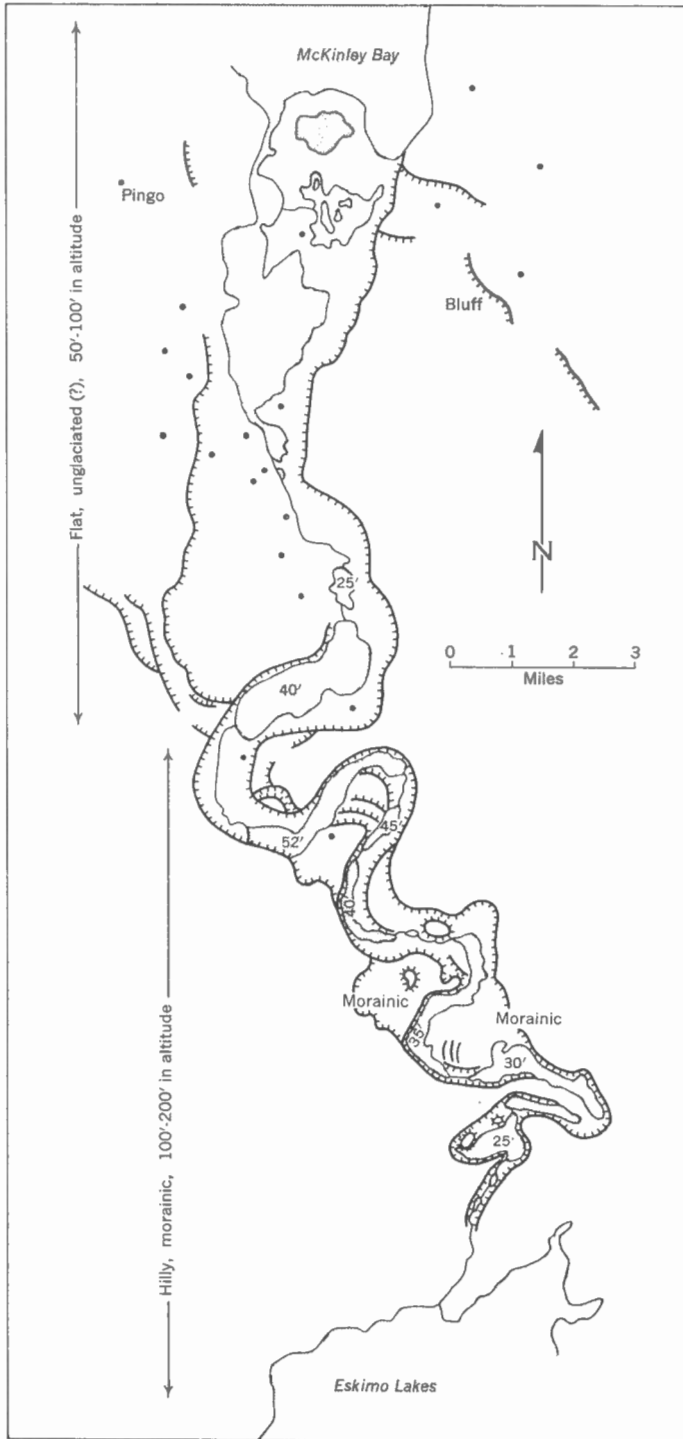 McKinley Bay
Pingo
Bluff
Flat, unglaciated (?), 50'-100' in altitude
N
25'
0 1 2 3
Miles
40'
52'
45'
40'
Morainic
Morainic
35'
30'
25'
Hilly, morainic, 100'-200' in altitude
Eskimo Lakes